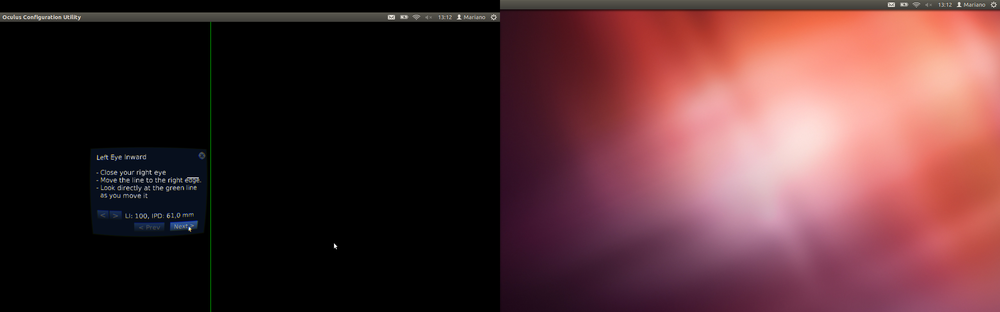 Oculus Configuration Utility
13:12 Mariano
13:12 Mariano
Left Eye Inward
- Close your right eye
- Move the line to the right edge.
- Look directly at the green line
as you move it
< > LI: 100, IPD: 61,0 mm
< Prev Next >